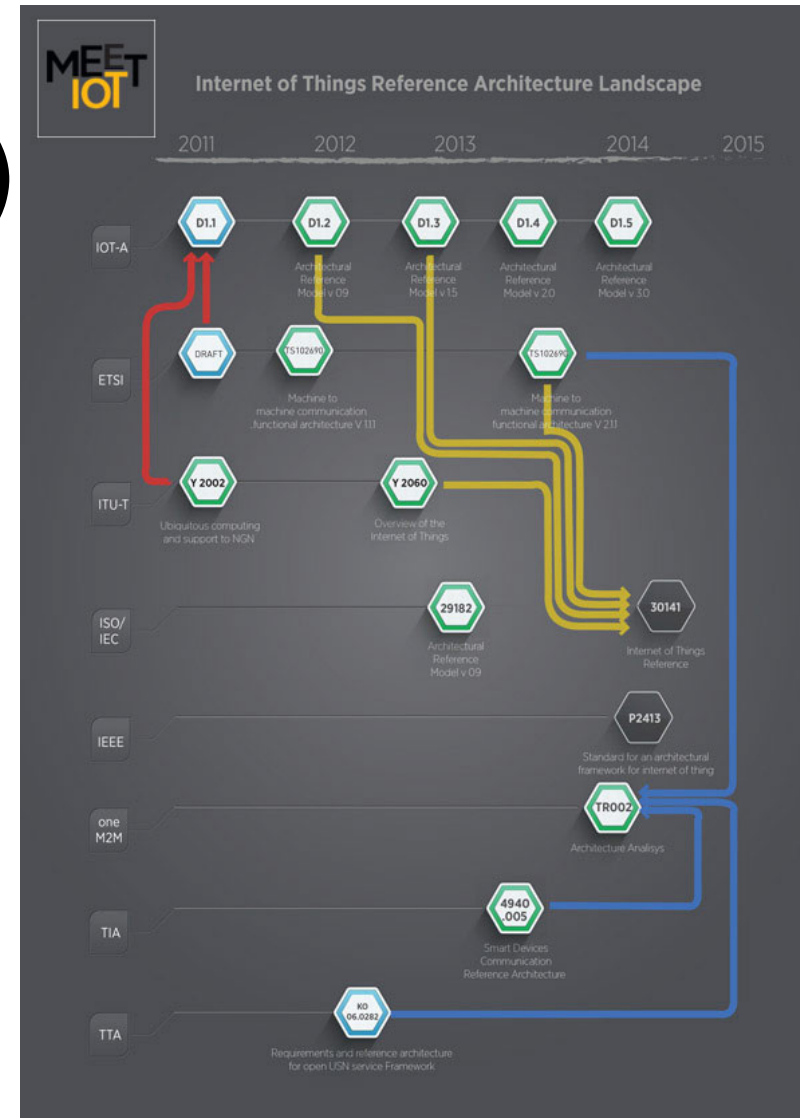 MEET
IOT
Internet of Things Reference Architecture Landscape
2011 2012 2013 2014 2015
IOT-A
D1.1
D1.2
D1.3
D1.4
D1.5
Architectural
Reference
Model v 09
Architectural
Reference
Model v 1.5
Architectural
Reference
Model v 2.0
Architectural
Reference
Model v 3.0
ETSI
DRAFT
TS102690
TS102690
Machine to
machine communication
.functional architecture V 1.1.1
Machine to
machine communication
functional architecture V 2.1.1
ITU-T
Y 2002
Y 2060
Ubiquitous computing
and support to NGN
Overview of the
Internet of Things
ISO/
IEC
29182
30141
Architectural
Reference
Model v 09
Internet of Things
Reference
IEEE
P2413
Standard for an architectural
framework for internet of thing
one
M2M
TR002
Architecture Analisys
TIA
4940
.005
Smart Devices
Communication
Reference Architecture
TTA
KO
06.0282
Requirements and reference architecture
for open USN service Framework